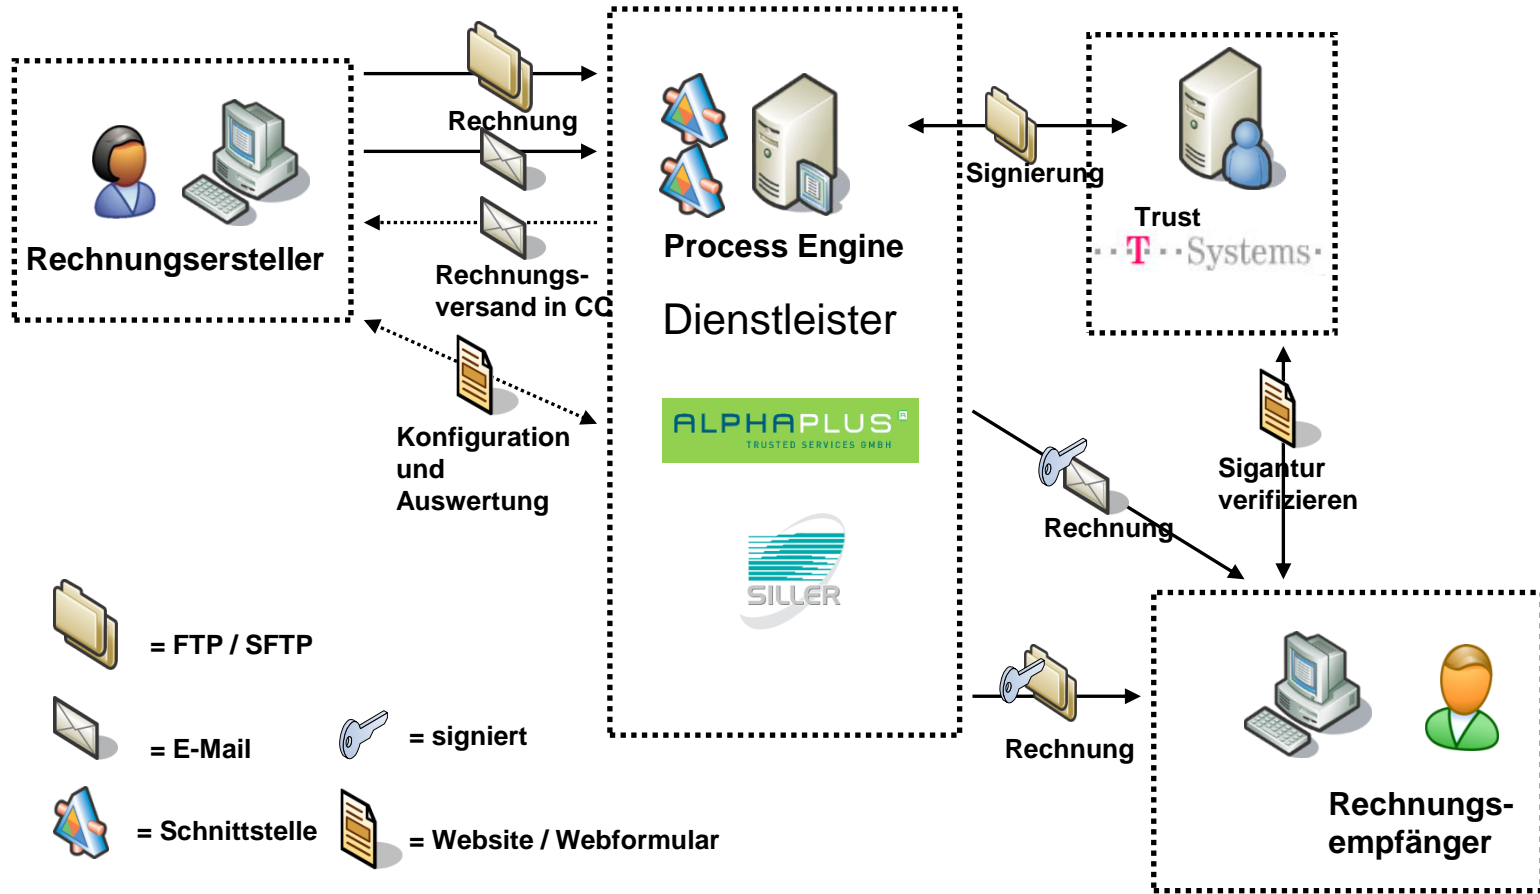 Rechnung
Rechnungsersteller
Rechnungs-
versand in CC
Konfiguration
und
Auswertung
Process Engine
Dienstleister
ALPHAPLUS
TRUSTED SERVICES GMBH
SILLER
Signierung
Trust
T Systems
Sigantur
verifizieren
Rechnung
Rechnung
Rechnungs-
empfänger
= FTP / SFTP
= E-Mail
= signiert
= Schnittstelle
= Website / Webformular